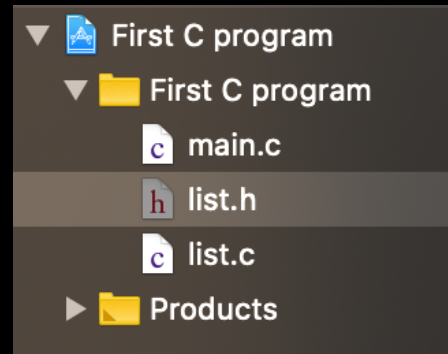 First C program
First C program
c main.c
h list.h
c list.c
Products